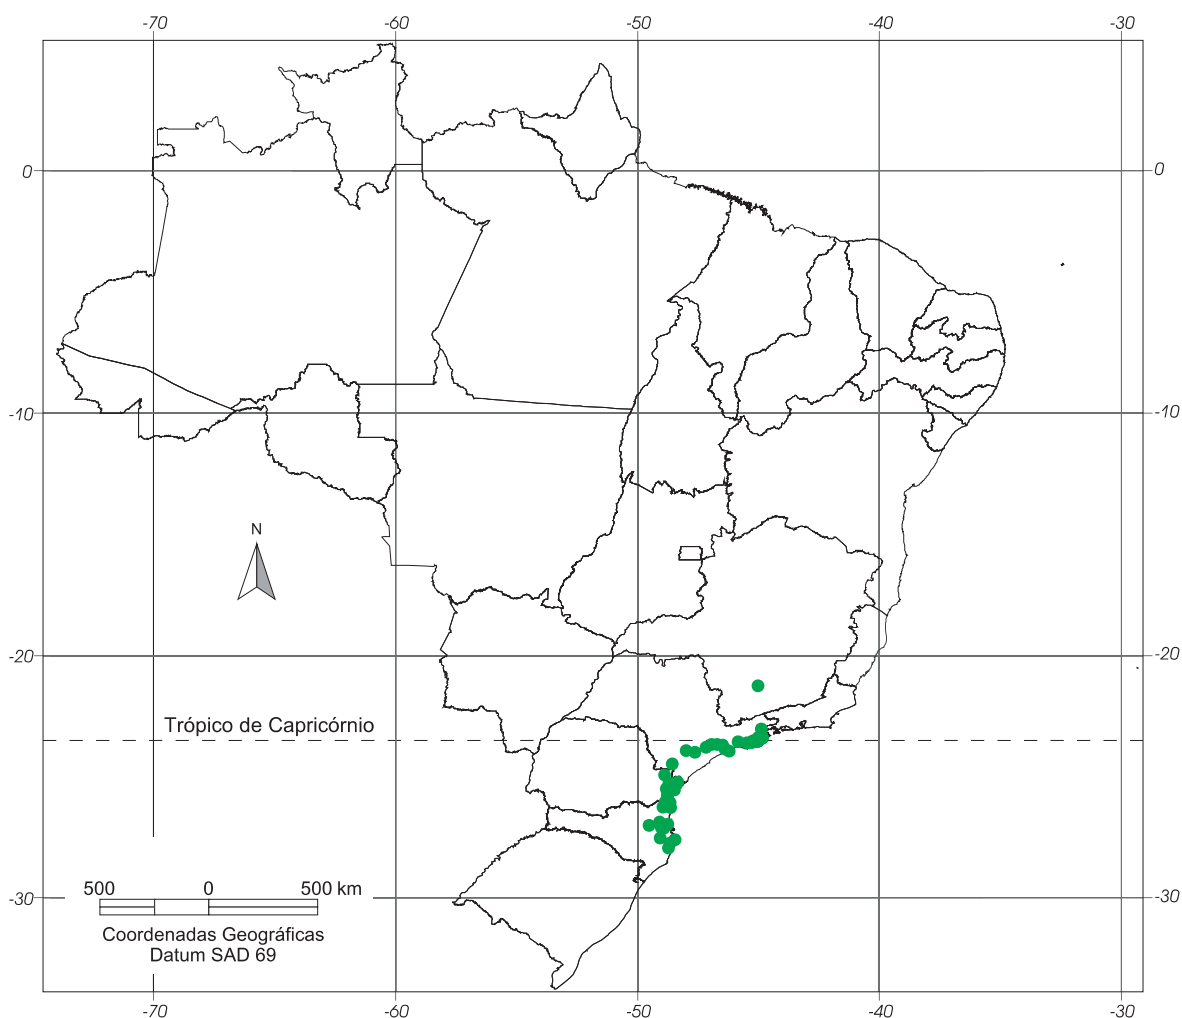 -70 -60 -50 -40 -30
0 0
-10 -10
N
-20 -20
Trópico de Capricórnio
500 0 500 km
-30 -30
Coordenadas Geográficas
Datum SAD 69
-70 -60 -50 -40 -30